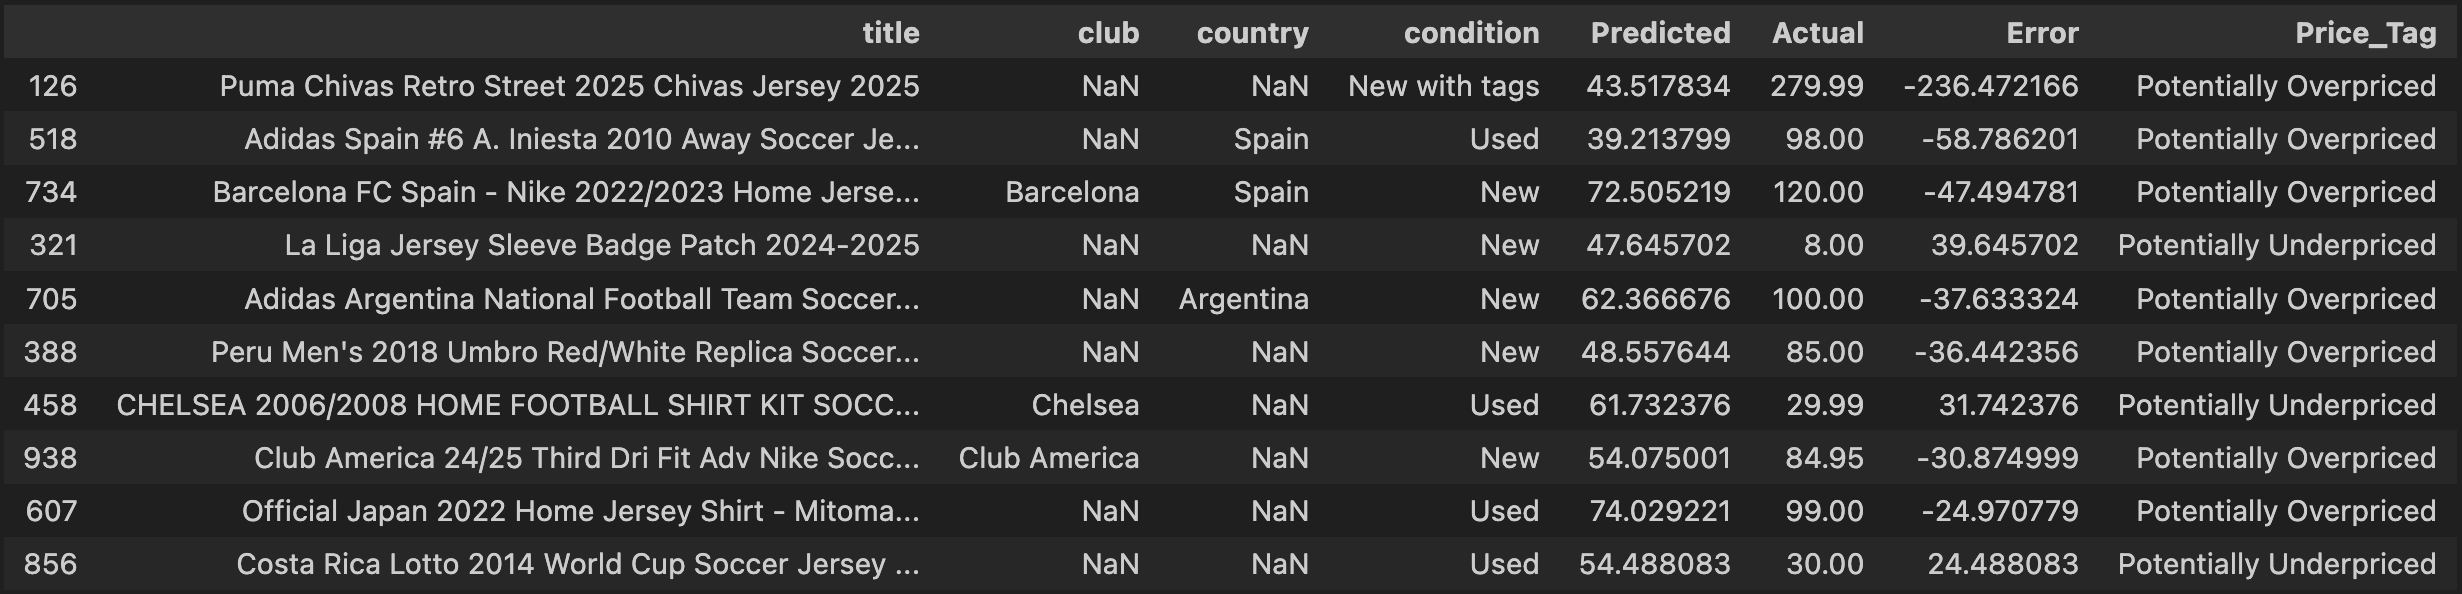 title club country condition Predicted Actual Error Price_Tag
126 Puma Chivas Retro Street 2025 Chivas Jersey 2025 NaN NaN New with tags 43.517834 279.99 -236.472166 Potentially Overpriced
518 Adidas Spain #6 A. Iniesta 2010 Away Soccer Je... NaN Spain Used 39.213799 98.00 -58.786201 Potentially Overpriced
734 Barcelona FC Spain - Nike 2022/2023 Home Jerse... Barcelona Spain New 72.505219 120.00 -47.494781 Potentially Overpriced
321 La Liga Jersey Sleeve Badge Patch 2024-2025 NaN NaN New 47.645702 8.00 39.645702 Potentially Underpriced
705 Adidas Argentina National Football Team Soccer... NaN Argentina New 62.366676 100.00 -37.633324 Potentially Overpriced
388 Peru Men's 2018 Umbro Red/White Replica Soccer... NaN NaN New 48.557644 85.00 -36.442356 Potentially Overpriced
458 CHELSEA 2006/2008 HOME FOOTBALL SHIRT KIT SOCC... Chelsea NaN Used 61.732376 29.99 31.742376 Potentially Underpriced
938 Club America 24/25 Third Dri Fit Adv Nike Socc... Club America NaN New 54.075001 84.95 -30.874999 Potentially Overpriced
607 Official Japan 2022 Home Jersey Shirt - Mitoma... NaN NaN Used 74.029221 99.00 -24.970779 Potentially Overpriced
856 Costa Rica Lotto 2014 World Cup Soccer Jersey ... NaN NaN Used 54.488083 30.00 24.488083 Potentially Underpriced